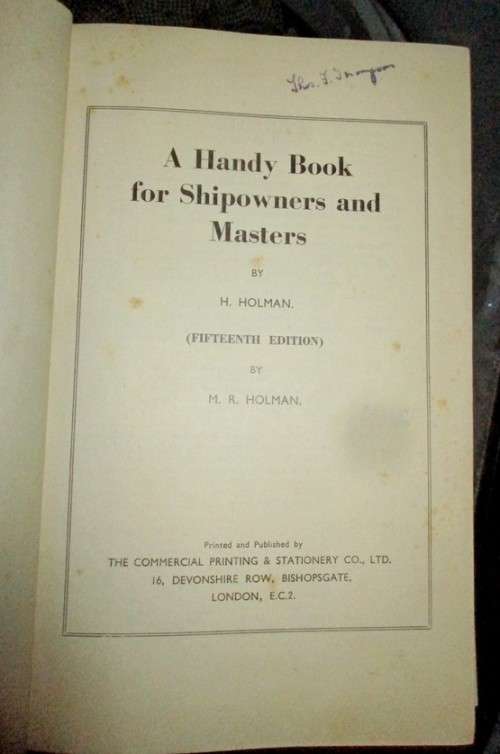 A Handy Book
for Shipowners and
Masters
BY
H. HOLMAN.
(FIFTEENTH EDITION)
BY
M. R. HOLMAN.
Printed and Published by
THE COMMERCIAL PRINTING & STATIONERY CO., LTD.
16, DEVONSHIRE ROW, BISHOPSGATE,
LONDON, E.C.2.